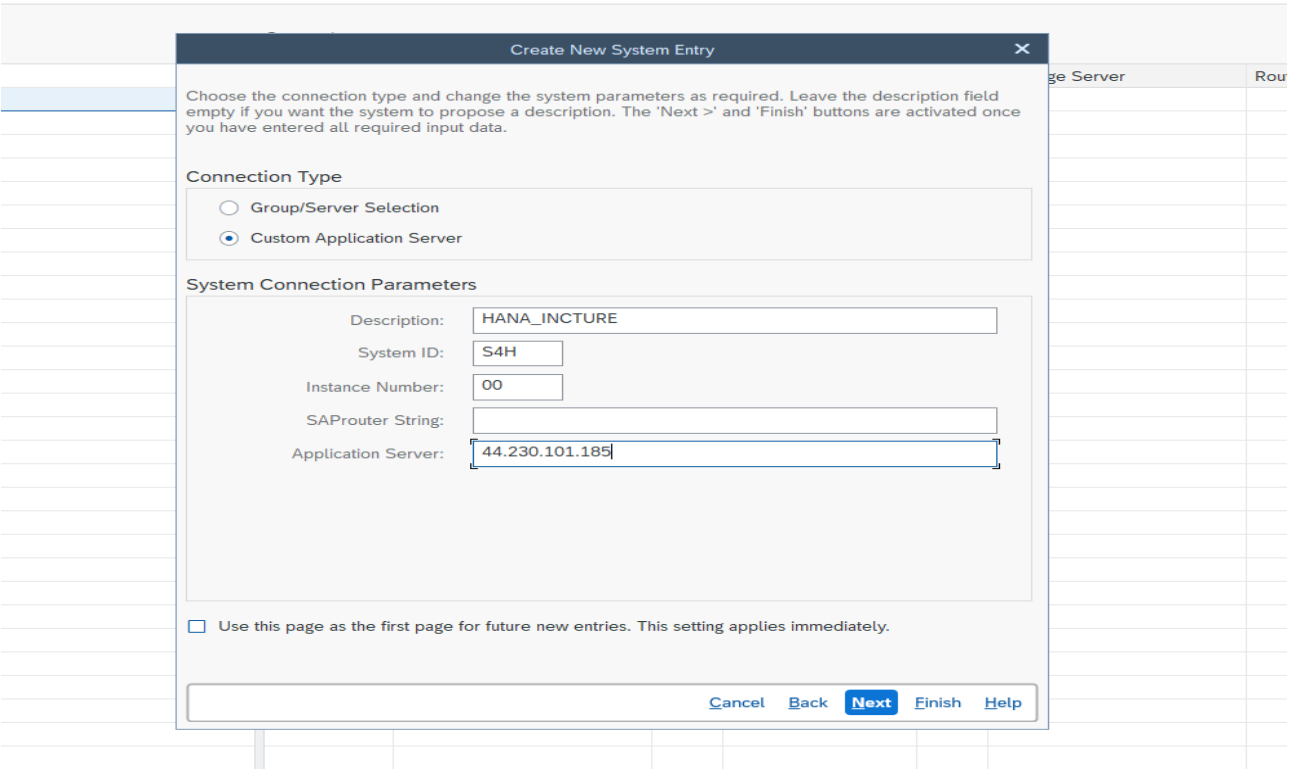 Create New System Entry
ge Server
Rou
Choose the connection type and change the system parameters as required. Leave the description field
empty if you want the system to propose a description. The 'Next >' and 'Finish' buttons are activated once
you have entered all required input data.
Connection Type
Group/Server Selection
Custom Application Server
System Connection Parameters
Description: HANA_INCTURE
System ID: S4H
Instance Number: 00
SAProuter String:
Application Server: 44.230.101.185
Use this page as the first page for future new entries. This setting applies immediately.
Cancel Back Next Finish Help